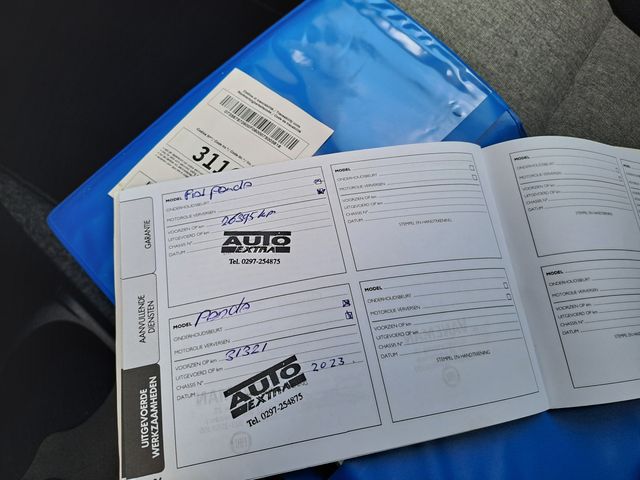 311
GARANTIE
AANVULLENDE
DIENSTEN
UITGEVOERDE
WERKZAAMHEDEN
MODEL Fiat Panda
ONDERHOUDSBEURT
MOTOROLIE VERVERSEN
VOORZIEN OP km
UITGEVOERD OP km 26395 km
CHASSIS N°
DATUM
AUTO
EXTRA
Tel. 0297-254875
MODEL Panda
ONDERHOUDSBEURT
MOTOROLIE VERVERSEN
VOORZIEN OP km
UITGEVOERD OP km 31321
CHASSIS N°
DATUM 2023
AUTO
EXTRA
Tel. 0297-254875
MODEL
ONDERHOUDSBEURT
MOTOROLIE VERVERSEN
VOORZIEN OP km
UITGEVOERD OP km
CHASSIS N°
DATUM
STEMPEL EN HANDTEKENING
MODEL
ONDERHOUDSBEURT
MOTOROLIE VERVERSEN
VOORZIEN OP km
UITGEVOERD OP km
CHASSIS N°
DATUM
STEMPEL EN HANDTEKENING
MODEL
ONDERHOUDSBEURT
MOTOROLIE VERVERSEN
VOORZIEN OP km
UITGEVOERD OP km
CHASSIS N°
DATUM
MODEL
ONDERHOUDSBEURT
MOTOROLIE VERVERSEN
VOORZIEN OP km
UITGEVOERD OP km
CHASSIS N°
DATUM